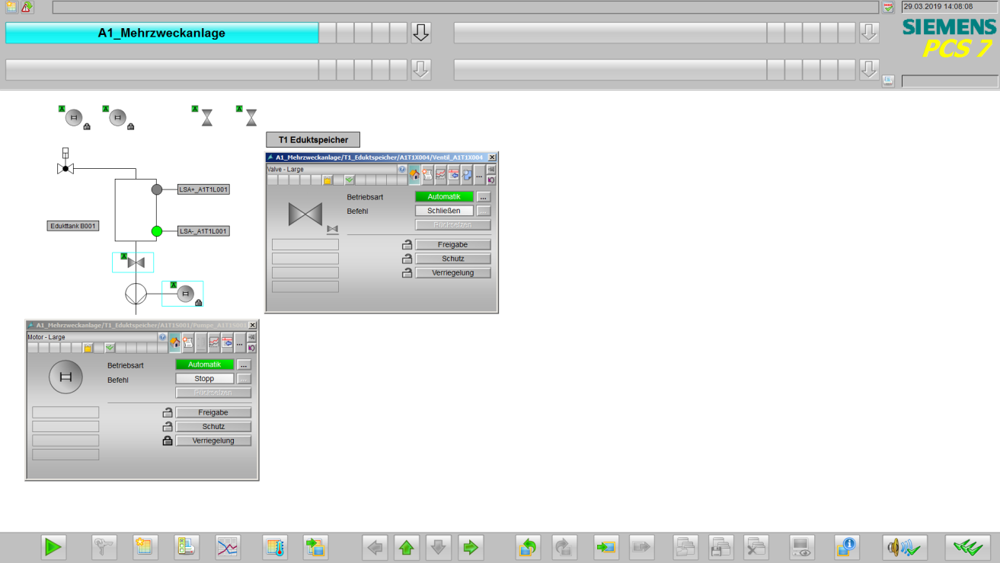 29.03.2019 14:08:08
A1_Mehrzweckanlage
SIEMENS
PCS 7
A
A
A
A
T1 Eduktspeicher
A1_Mehrzweckanlage/T1_Eduktspeicher/A1T1X004/Ventil_A1T1X004
Valve - Large
...
Betriebsart
Automatik
...
Befehl
Schließen
...
Rücksetzen
Freigabe
Schutz
Verriegelung
LSA+_A1T1L001
Edukttank B001
LSA-_A1T1L001
A
A
A1_Mehrzweckanlage/T1_Eduktspeicher/A1T1S001/Pumpe_A1T1S001
Motor - Large
...
Betriebsart
Automatik
...
Befehl
Stopp
...
Rücksetzen
Freigabe
Schutz
Verriegelung